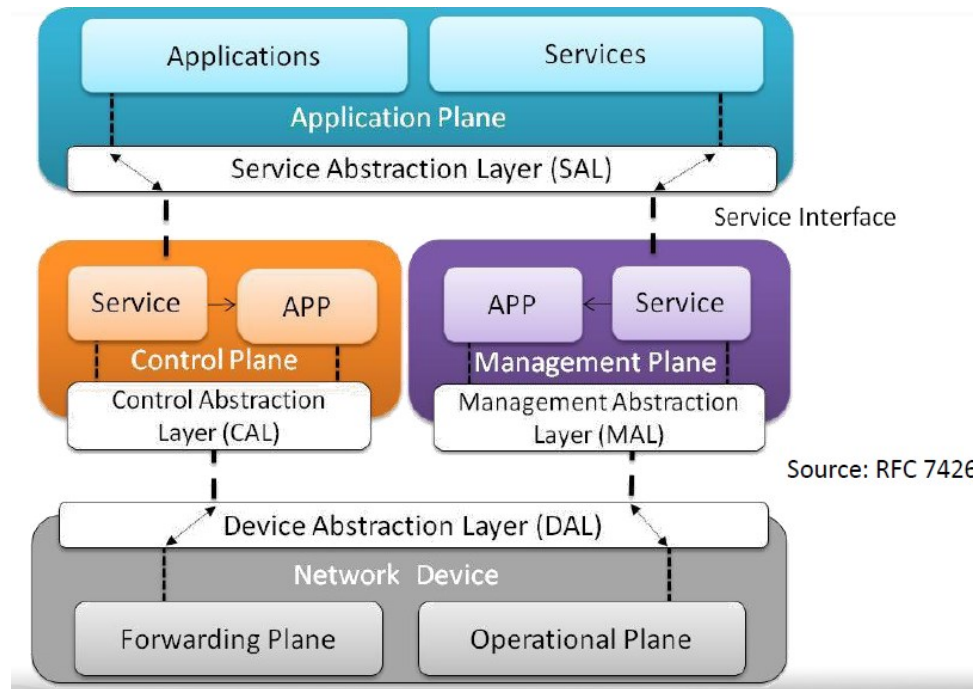 Applications
Services
Application Plane
Service Abstraction Layer (SAL)
Service Interface
Service
APP
APP
Service
Control Plane
Management Plane
Control Abstraction
Layer (CAL)
Management Abstraction
Layer (MAL)
Source: RFC 7426
Device Abstraction Layer (DAL)
Network Device
Forwarding Plane
Operational Plane